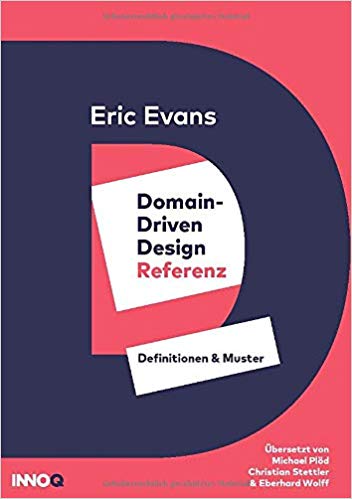 Eric Evans
Domain-
Driven
Design
Referenz
Definitionen & Muster
Übersetzt von
Michael Plöd
Christian Stettler
& Eberhard Wolff
INNOQ